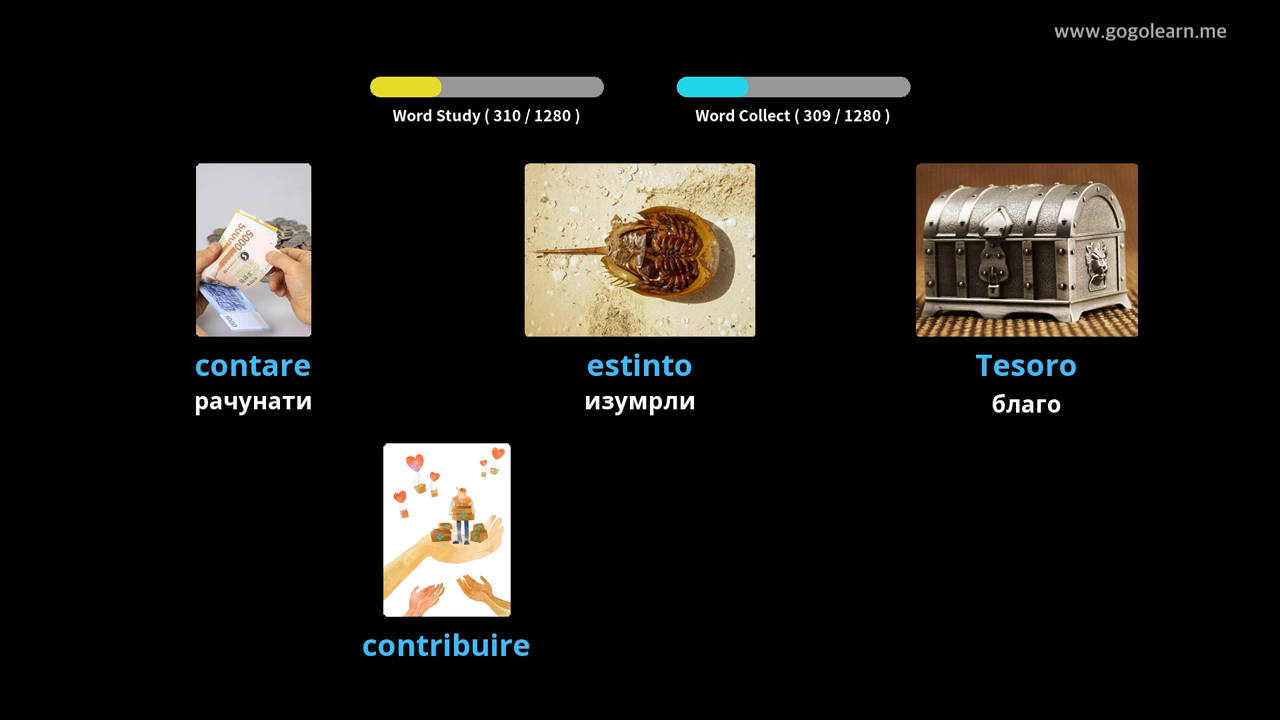 www.gogolearn.me
Word Study ( 310 / 1280 )
Word Collect ( 309 / 1280 )
contare
рачунати
estinto
изумрли
Tesoro
благо
contribuire